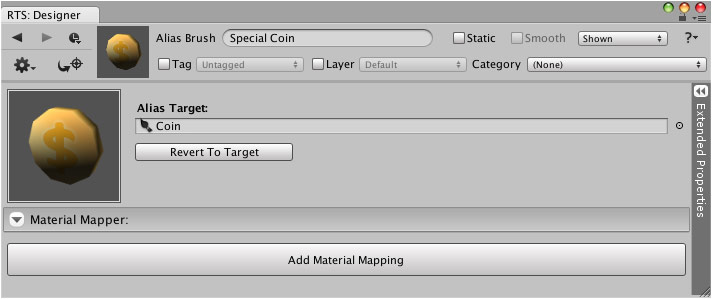 RTS: Designer
Alias Brush Special Coin Static Smooth Shown ?
Tag Untagged Layer Default Category (None)
Alias Target:
Coin
Revert To Target
Material Mapper:
Add Material Mapping
Extended Properties